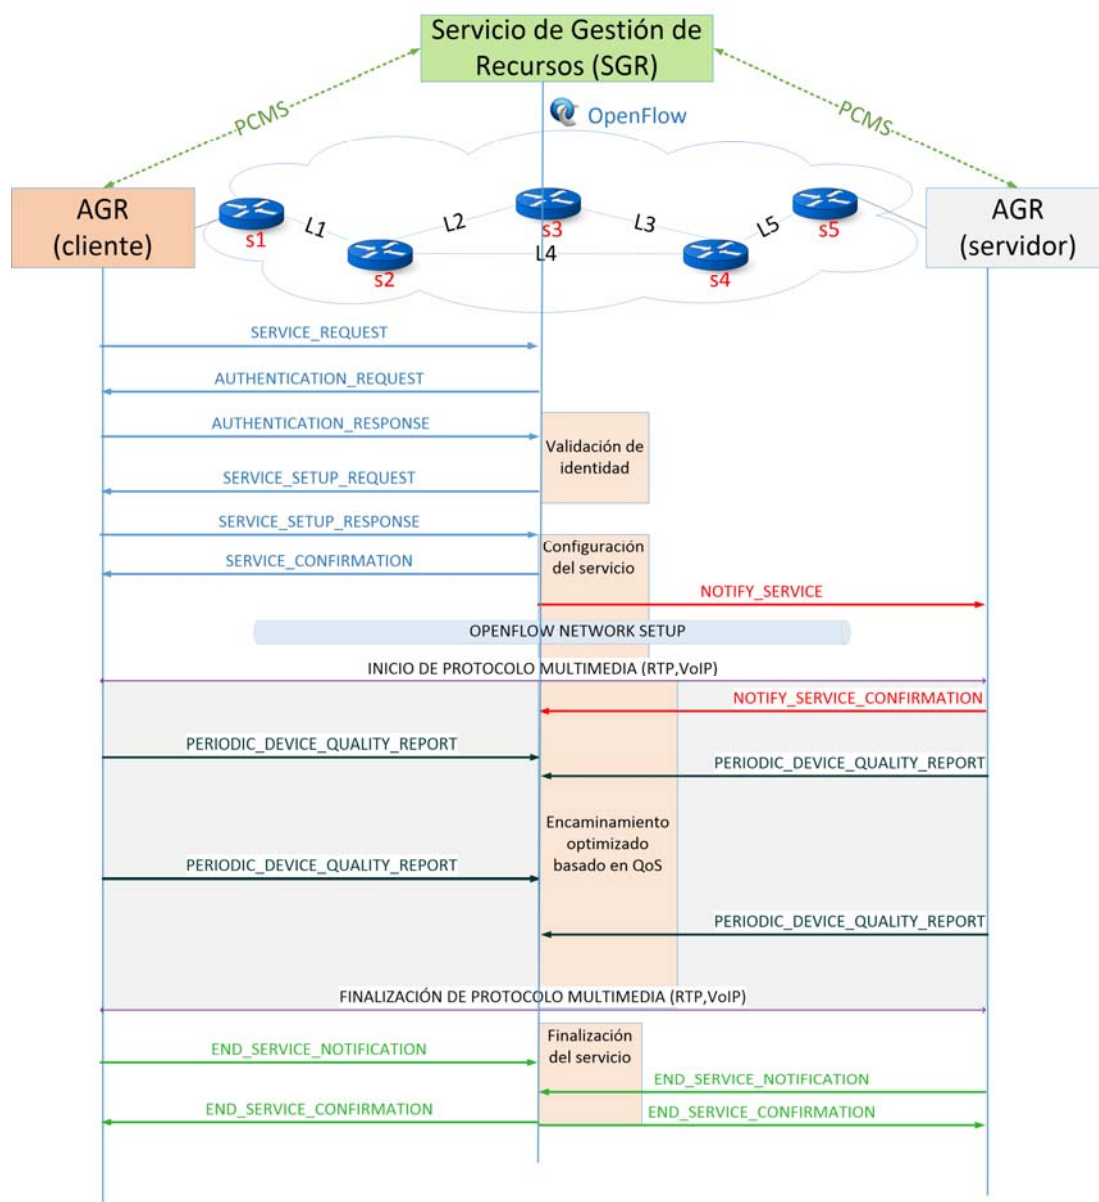 Servicio de Gestión de
Recursos (SGR)
PCMS
OpenFlow
PCMS
AGR
(cliente)
AGR
(servidor)
s1
L1
L2
s3
L3
L5
s5
s2
L4
s4
SERVICE_REQUEST
AUTHENTICATION_REQUEST
AUTHENTICATION_RESPONSE
Validación de
identidad
SERVICE_SETUP_REQUEST
SERVICE_SETUP_RESPONSE
Configuración
del servicio
SERVICE_CONFIRMATION
NOTIFY_SERVICE
OPENFLOW NETWORK SETUP
INICIO DE PROTOCOLO MULTIMEDIA (RTP,VoIP)
NOTIFY_SERVICE_CONFIRMATION
PERIODIC_DEVICE_QUALITY_REPORT
PERIODIC_DEVICE_QUALITY_REPORT
Encaminamiento
optimizado
basado en QoS
PERIODIC_DEVICE_QUALITY_REPORT
PERIODIC_DEVICE_QUALITY_REPORT
FINALIZACIÓN DE PROTOCOLO MULTIMEDIA (RTP,VoIP)
Finalización
del servicio
END_SERVICE_NOTIFICATION
END_SERVICE_NOTIFICATION
END_SERVICE_CONFIRMATION
END_SERVICE_CONFIRMATION